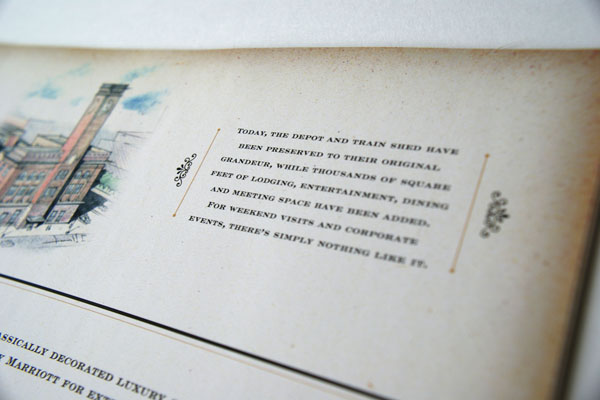 Today, the depot and train shed have
been preserved to their original
grandeur, while thousands of square
feet of lodging, entertainment, dining
and meeting space have been added.
For weekend visits and corporate
events, there's simply nothing like it.
assically decorated luxury
Marriott for